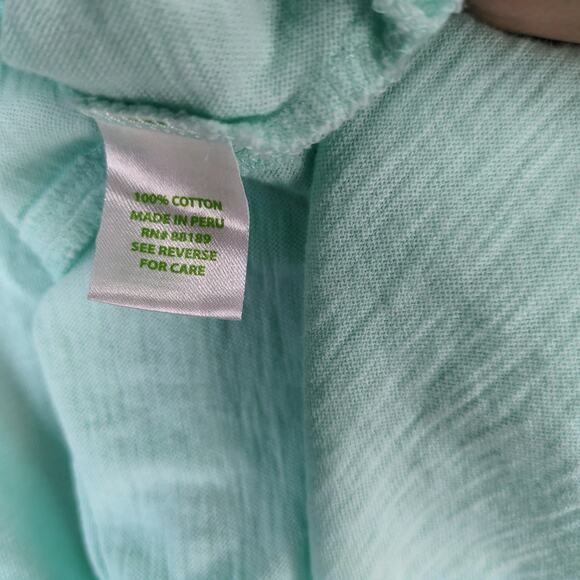 100% COTTON
MADE IN PERU
RN# 88189
SEE REVERSE
FOR CARE